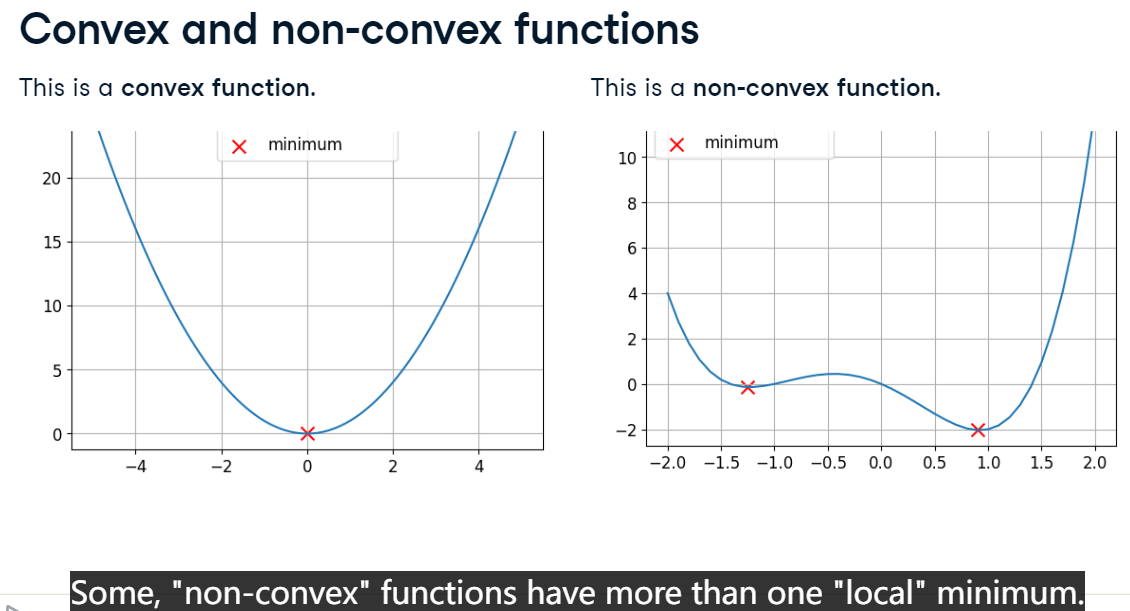 Convex and non-convex functions
This is a convex function.
This is a non-convex function.
minimum
20
15
10
5
0
−4 −2 0 2 4
minimum
10
8
6
4
2
0
−2
−2.0 −1.5 −1.0 −0.5 0.0 0.5 1.0 1.5 2.0
Some, "non-convex" functions have more than one "local" minimum.